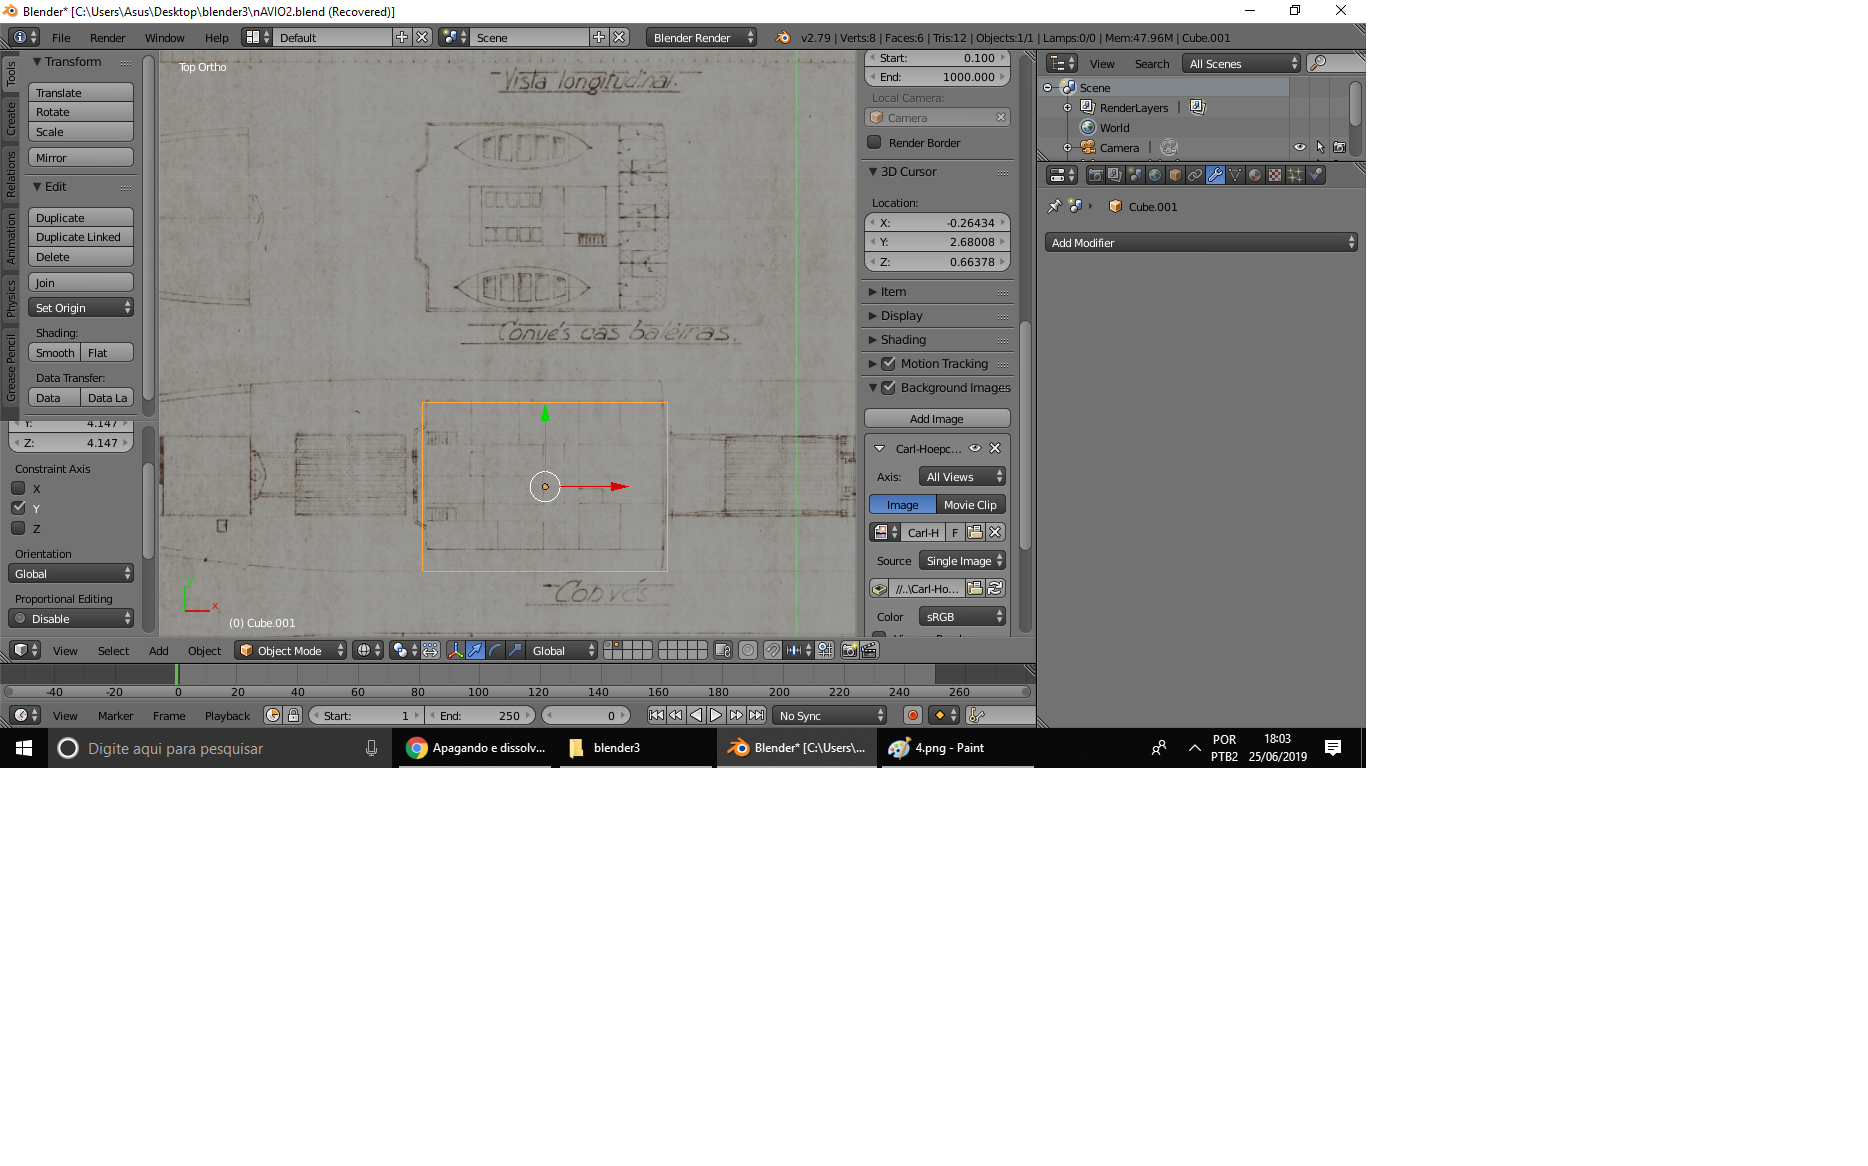 Blender* [C:\Users\Asus\Desktop\blender3\nAVIO2.blend (Recovered)]
File Render Window Help Default Scene Blender Render v2.79 | Verts:8 | Faces:6 | Tris:12 | Objects:1/1 | Lamps:0/0 | Mem:47.96M | Cube.001
Tools
Create
Relations
Animation
Physics
Grease Pencil
Transform
Translate
Rotate
Scale
Mirror
Edit
Duplicate
Duplicate Linked
Delete
Join
Set Origin
Shading:
Smooth Flat
Data Transfer:
Data Data La
Y: 4.147
Z: 4.147
Constraint Axis
X
Y
Z
Orientation
Global
Proportional Editing
Disable
Top Ortho
Vista longitudinal.
Convés das baleiras.
Convés
y
x
(0) Cube.001
Start: 0.100
End: 1000.000
Local Camera:
Camera
Render Border
3D Cursor
Location:
X: -0.26434
Y: 2.68008
Z: 0.66378
Item
Display
Shading
Motion Tracking
Background Images
Add Image
Carl-Hoepc...
Axis: All Views
Image Movie Clip
Carl-H F
Source Single Image
//..\Carl-Ho...
Color sRGB
View Search All Scenes
Scene
RenderLayers |
World
Camera |
Cube.001
Add Modifier
View Select Add Object Object Mode Global
-40 -20 0 20 40 60 80 100 120 140 160 180 200 220 240 260
View Marker Frame Playback Start: 1 End: 250 0 No Sync
Digite aqui para pesquisar Apagando e dissolv... blender3 Blender* [C:\Users\... 4.png - Paint
POR 18:03
PTB2 25/06/2019